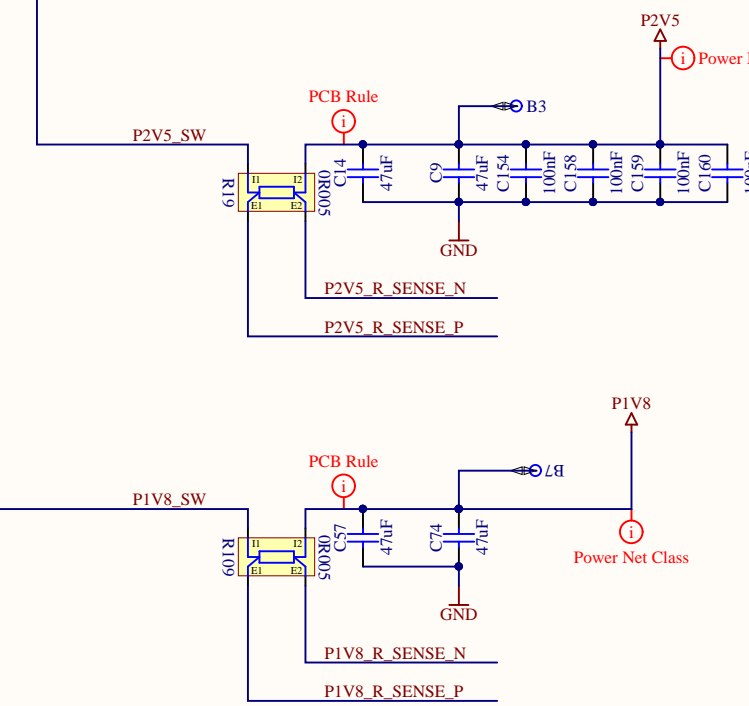 P2V5
i
Power
PCB Rule
i
B3
P2V5_SW
R19
I1
I2
E1
E2
0R005
C14
47uF
C9
47uF
C154
100nF
C158
100nF
C159
100nF
C160
GND
P2V5_R_SENSE_N
P2V5_R_SENSE_P
P1V8
PCB Rule
i
B7
P1V8_SW
R109
I1
I2
E1
E2
0R005
C57
47uF
C74
47uF
i
Power Net Class
GND
P1V8_R_SENSE_N
P1V8_R_SENSE_P